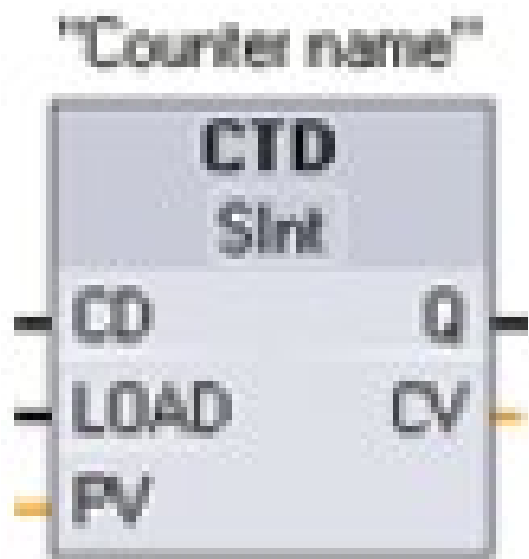 "Counter name"
CTD
SInt
CD Q
LOAD CV
PV